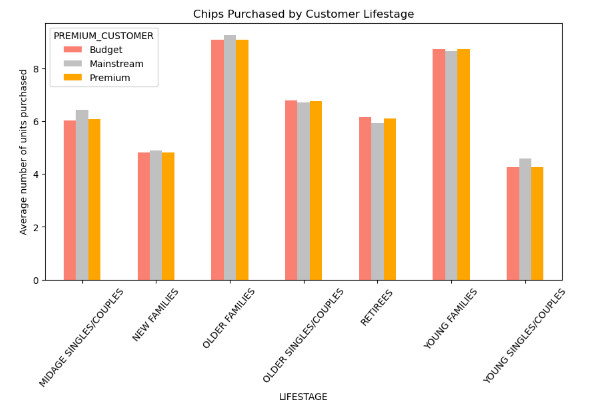 Chips Purchased by Customer Lifestage
PREMIUM_CUSTOMER
Budget
Mainstream
Premium
Average number of units purchased
8
6
4
2
0
MIDAGE SINGLES/COUPLES
NEW FAMILIES
OLDER FAMILIES
OLDER SINGLES/COUPLES
RETIREES
YOUNG FAMILIES
YOUNG SINGLES/COUPLES
LIFESTAGE